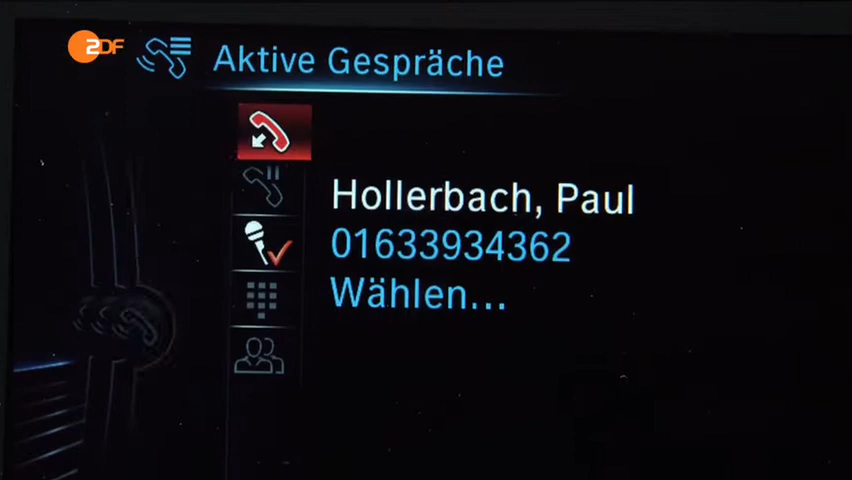 ZDF
Aktive Gespräche
Hollerbach, Paul
01633934362
Wählen...